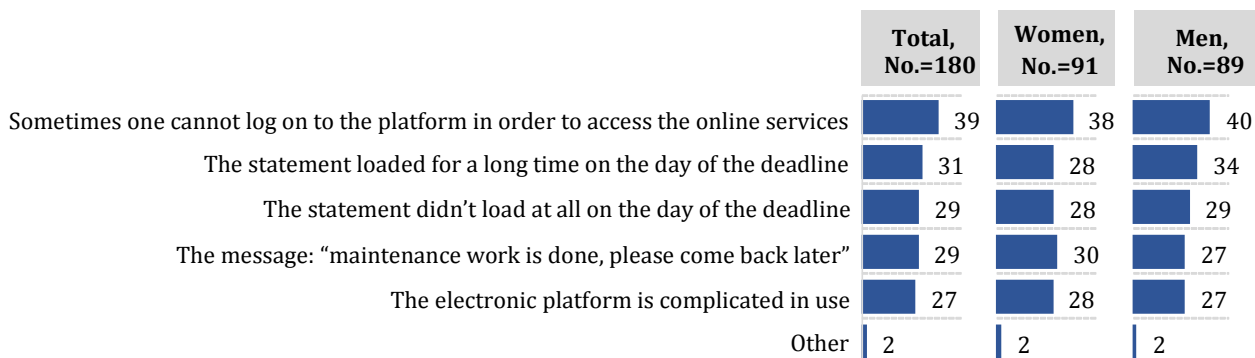 Total, Women, Men,
No.=180 No.=91 No.=89
Sometimes one cannot log on to the platform in order to access the online services 39 38 40
The statement loaded for a long time on the day of the deadline 31 28 34
The statement didn’t load at all on the day of the deadline 29 28 29
The message: “maintenance work is done, please come back later” 29 30 27
The electronic platform is complicated in use 27 28 27
Other 2 2 2